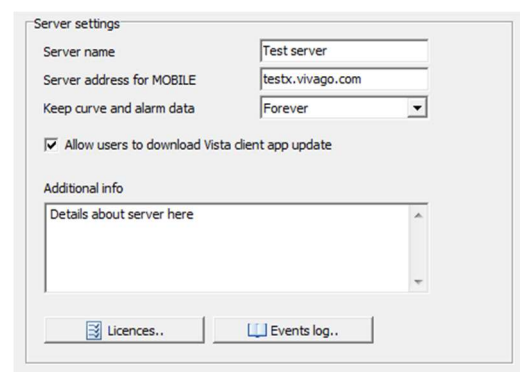 Server settings
Server name Test server
Server address for MOBILE testx.vivago.com
Keep curve and alarm data Forever
Allow users to download Vista client app update
Additional info
Details about server here
Licences.. Events log..